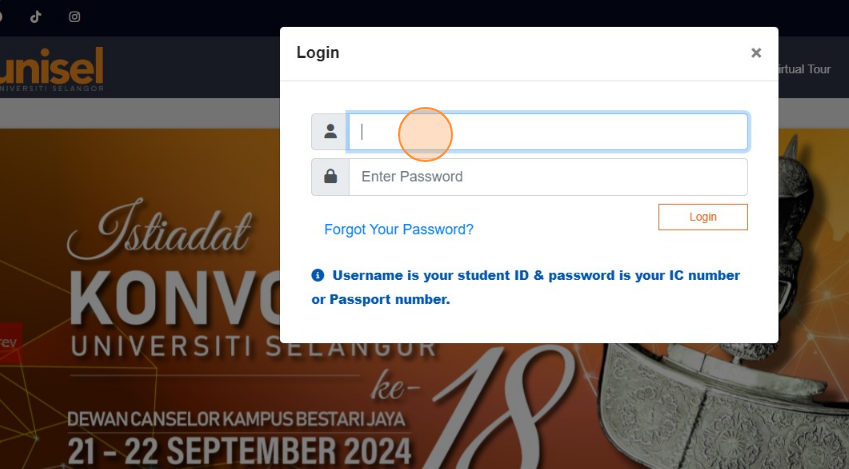 Login
×
unisel
UNIVERSITI SELANGOR
irtual Tour
Enter Password
Login
Forgot Your Password?
Username is your student ID & password is your IC number
or Passport number.
Istiadat
KONVO
rev
UNIVERSITI SELANGOR
ke-18
DEWAN CANSELOR KAMPUS BESTARI JAYA
21 – 22 SEPTEMBER 2024